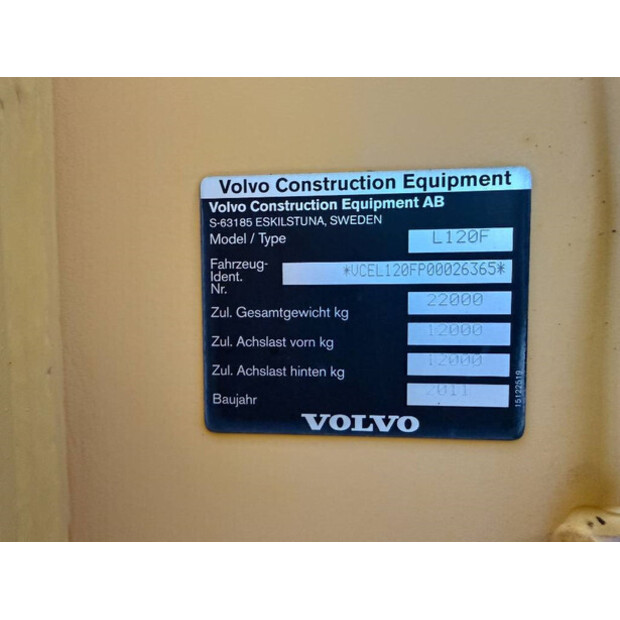 Volvo Construction Equipment
Volvo Construction Equipment AB
S-63185 ESKILSTUNA, SWEDEN
Model / Type L120F
Fahrzeug-
Ident. *VCEL120FP00026365*
Nr.
Zul. Gesamtgewicht kg 22000
Zul. Achslast vorn kg 12000
Zul. Achslast hinten kg 12000
Baujahr 2011
VOLVO
15122519